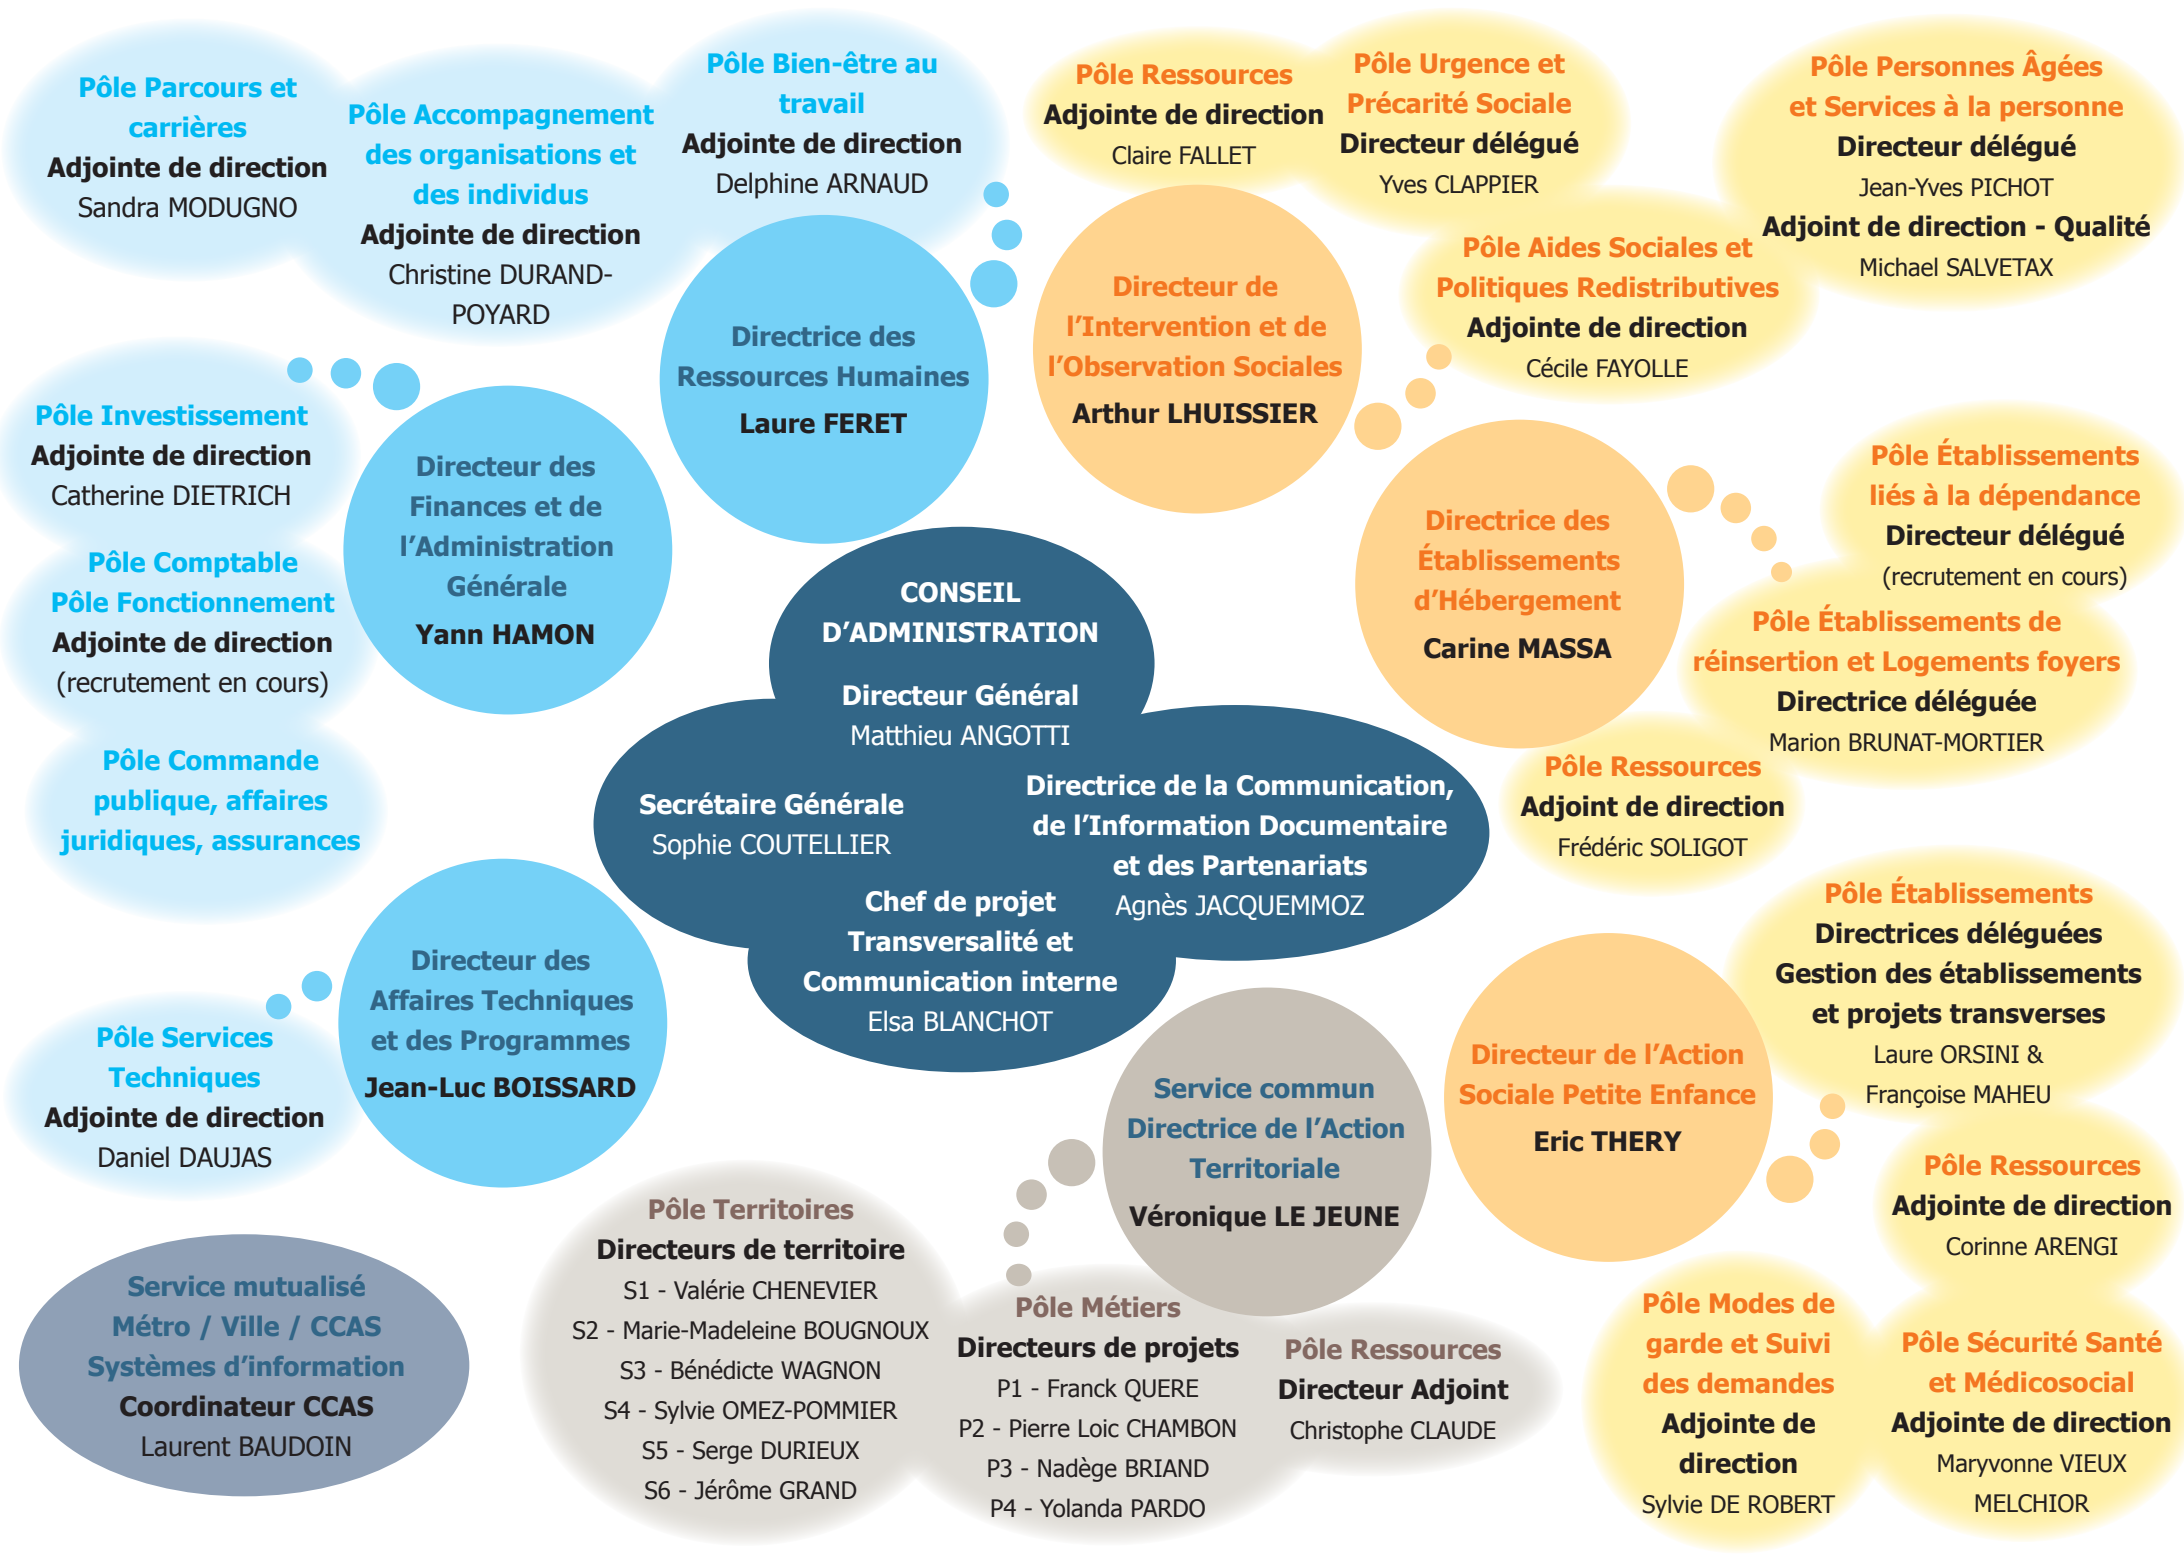 Pôle Parcours et
carrières
Adjointe de direction
Sandra MODUGNO
Pôle Accompagnement
des organisations et
des individus
Adjointe de direction
Christine DURAND-
POYARD
Pôle Bien-être au
travail
Adjointe de direction
Delphine ARNAUD
Pôle Ressources
Adjointe de direction
Claire FALLET
Pôle Urgence et
Précarité Sociale
Directeur délégué
Yves CLAPPIER
Pôle Personnes Âgées
et Services à la personne
Directeur délégué
Jean-Yves PICHOT
Adjoint de direction - Qualité
Michael SALVETAX
Pôle Aides Sociales et
Politiques Redistributives
Adjointe de direction
Cécile FAYOLLE
Directrice des
Ressources Humaines
Laure FERET
Directeur de
l’Intervention et de
l’Observation Sociales
Arthur LHUISSIER
Pôle Investissement
Adjointe de direction
Catherine DIETRICH
Directeur des
Finances et de
l’Administration
Générale
Yann HAMON
Pôle Comptable
Pôle Fonctionnement
Adjointe de direction
(recrutement en cours)
Pôle Commande
publique, affaires
juridiques, assurances
Directrice des
Établissements
d’Hébergement
Carine MASSA
Pôle Établissements
liés à la dépendance
Directeur délégué
(recrutement en cours)
Pôle Établissements de
réinsertion et Logements foyers
Directrice déléguée
Marion BRUNAT-MORTIER
Pôle Ressources
Adjoint de direction
Frédéric SOLIGOT
CONSEIL
D’ADMINISTRATION
Directeur Général
Matthieu ANGOTTI
Secrétaire Générale
Sophie COUTELLIER
Directrice de la Communication,
de l’Information Documentaire
et des Partenariats
Agnès JACQUEMMOZ
Chef de projet
Transversalité et
Communication interne
Elsa BLANCHOT
Directeur des
Affaires Techniques
et des Programmes
Jean-Luc BOISSARD
Pôle Services
Techniques
Adjointe de direction
Daniel DAUJAS
Service commun
Directrice de l’Action
Territoriale
Véronique LE JEUNE
Directeur de l’Action
Sociale Petite Enfance
Eric THERY
Pôle Établissements
Directrices déléguées
Gestion des établissements
et projets transverses
Laure ORSINI &
Françoise MAHEU
Pôle Ressources
Adjointe de direction
Corinne ARENGI
Service mutualisé
Métro / Ville / CCAS
Systèmes d’information
Coordinateur CCAS
Laurent BAUDOIN
Pôle Territoires
Directeurs de territoire
S1 - Valérie CHENEVIER
S2 - Marie-Madeleine BOUGNOUX
S3 - Bénédicte WAGNON
S4 - Sylvie OMEZ-POMMIER
S5 - Serge DURIEUX
S6 - Jérôme GRAND
Pôle Métiers
Directeurs de projets
P1 - Franck QUERE
P2 - Pierre Loic CHAMBON
P3 - Nadège BRIAND
P4 - Yolanda PARDO
Pôle Ressources
Directeur Adjoint
Christophe CLAUDE
Pôle Modes de
garde et Suivi
des demandes
Adjointe de
direction
Sylvie DE ROBERT
Pôle Sécurité Santé
et Médicosocial
Adjointe de direction
Maryvonne VIEUX
MELCHIOR